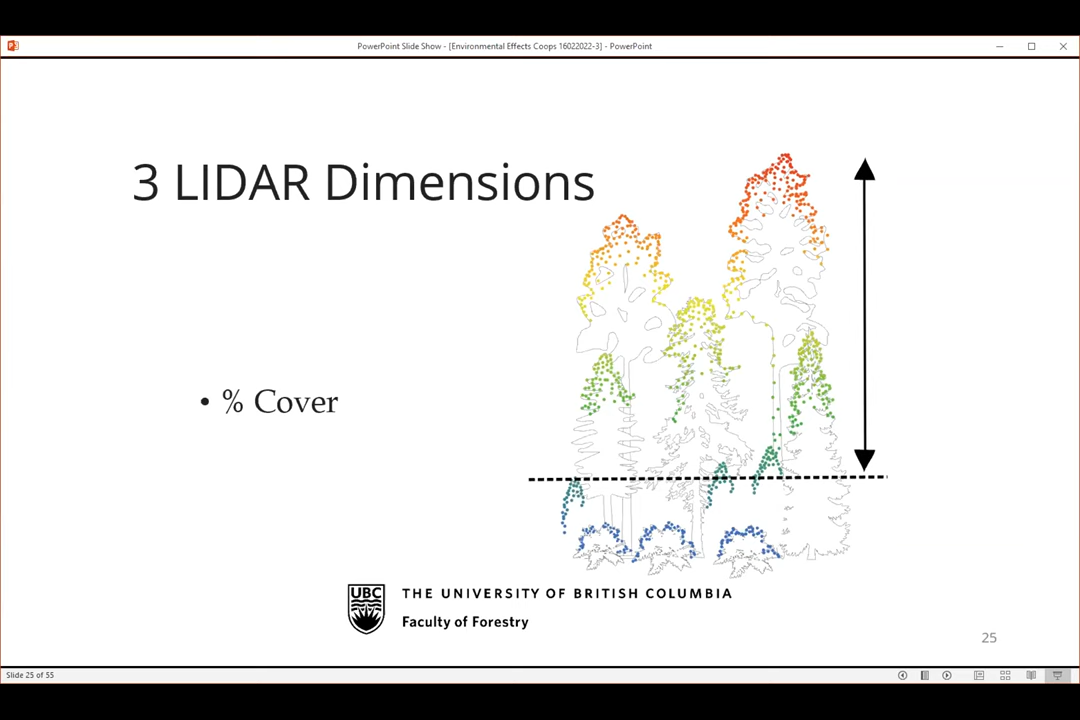 PowerPoint Slide Show - [Environmental Effects Coops 16022022-3] - PowerPoint
3 LIDAR Dimensions
• % Cover
UBC
THE UNIVERSITY OF BRITISH COLUMBIA
Faculty of Forestry
25
Slide 25 of 55